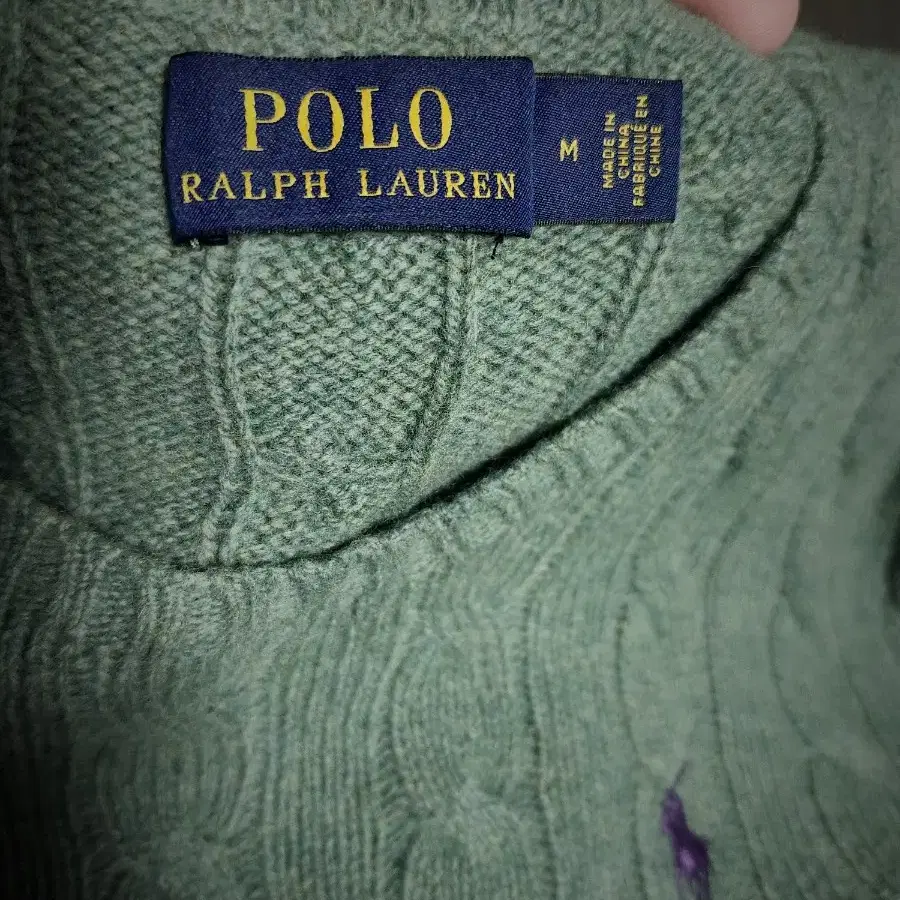 POLO
RALPH LAUREN
M
MADE IN
CHINA
FABRIQUÉ EN
CHINE